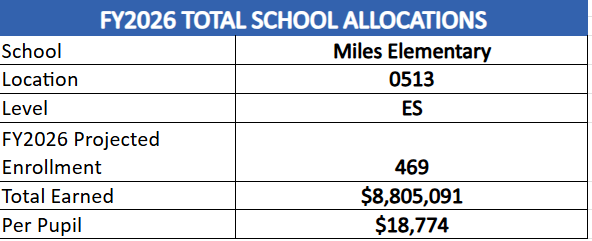 FY2026 TOTAL SCHOOL ALLOCATIONS
School Miles Elementary
Location 0513
Level ES
FY2026 Projected
Enrollment 469
Total Earned $8,805,091
Per Pupil $18,774